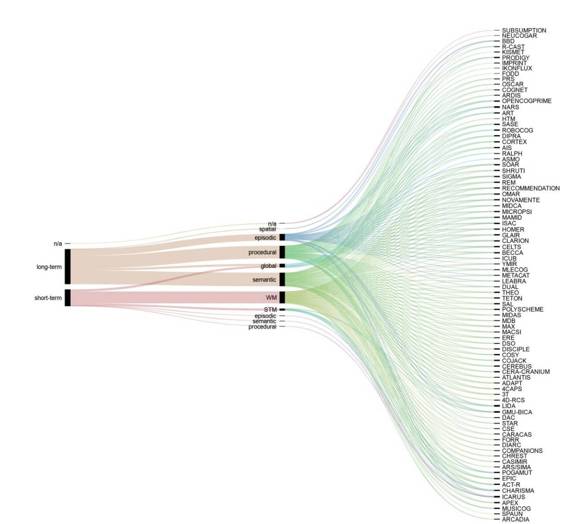 n/a
long-term
short-term
n/a
spatial
episodic
procedural
global
semantic
WM
STM
episodic
semantic
procedural
SUBSUMPTION
NEUCOGAR
BBD
R-CAST
KISMET
PRODIGY
IMPRINT
IKONFLUX
FODD
PRS
OSCAR
COGNET
ARDIS
OPENCOGPRIME
NARS
ART
HTM
SASE
ROBOCOG
DIPRA
CORTEX
AIS
RALPH
ASMO
SOAR
SHRUTI
SIGMA
REM
RECOMMENDATION
OMAR
NOVAMENTE
MIDCA
MICROPSI
MAMID
ISAC
HOMER
GLAIR
CLARION
CELTS
BECCA
ICUB
YMIR
MLECOG
METACAT
LEABRA
DUAL
THEO
TETON
SAL
POLYSCHEME
MIDAS
MDB
MAX
MACSI
ERE
DSO
DISCIPLE
COSY
COJACK
CEREBUS
CERA-CRANIUM
ATLANTIS
ADAPT
4CAPS
3T
4D-RCS
LIDA
GMU-BICA
DAC
STAR
CSE
CARACAS
FORR
DIARC
COMPANIONS
CHREST
CASIMIR
ARS/SIMA
POGAMUT
EPIC
ACT-R
CHARISMA
ICARUS
APEX
MUSICOG
SPAUN
ARCADIA